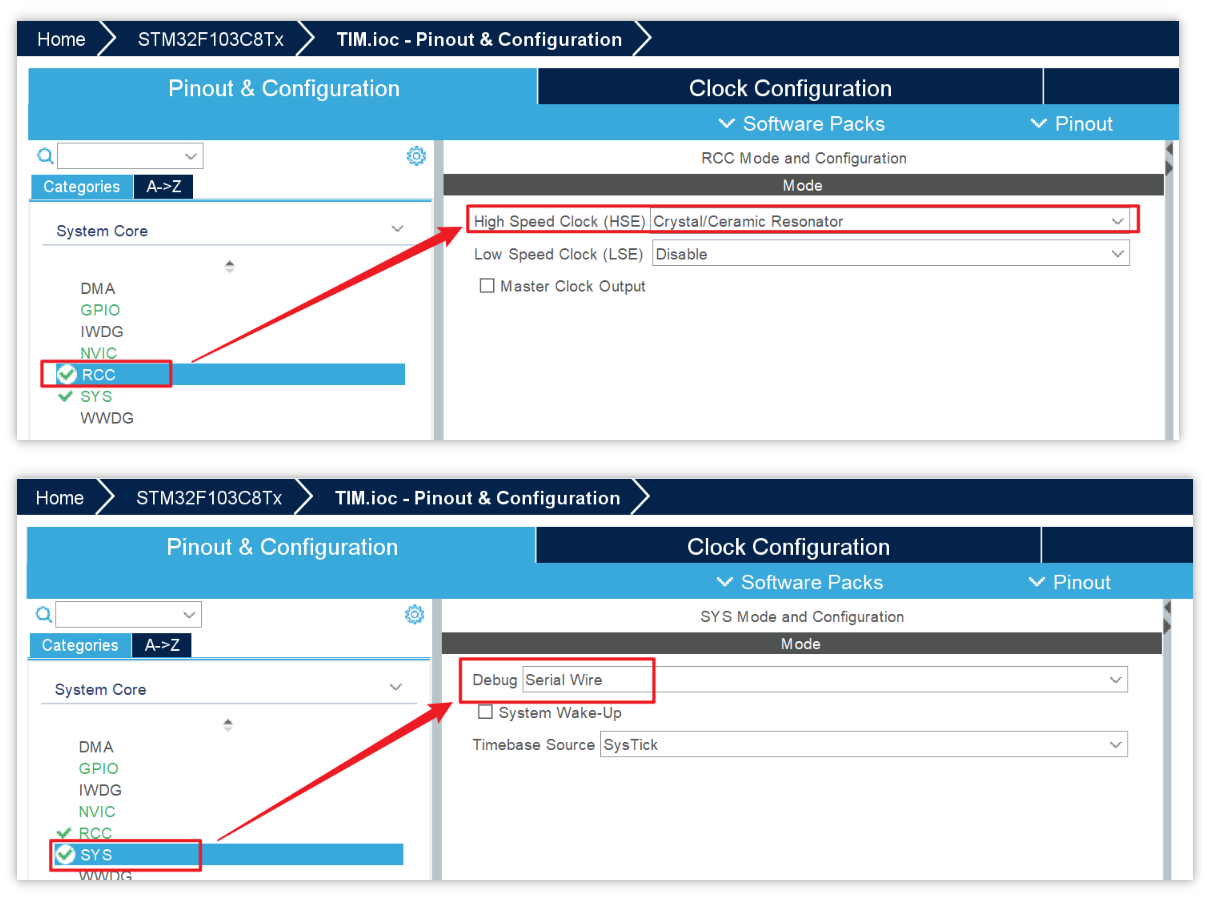 Home STM32F103C8Tx TIM.ioc - Pinout & Configuration
Pinout & Configuration Clock Configuration
Software Packs Pinout
RCC Mode and Configuration
Categories A->Z
Mode
System Core
High Speed Clock (HSE) Crystal/Ceramic Resonator
Low Speed Clock (LSE) Disable
Master Clock Output
DMA
GPIO
IWDG
NVIC
RCC
SYS
WWDG
Home STM32F103C8Tx TIM.ioc - Pinout & Configuration
Pinout & Configuration Clock Configuration
Software Packs Pinout
SYS Mode and Configuration
Categories A->Z
Mode
System Core
Debug Serial Wire
System Wake-Up
Timebase Source SysTick
DMA
GPIO
IWDG
NVIC
RCC
SYS
WWDG